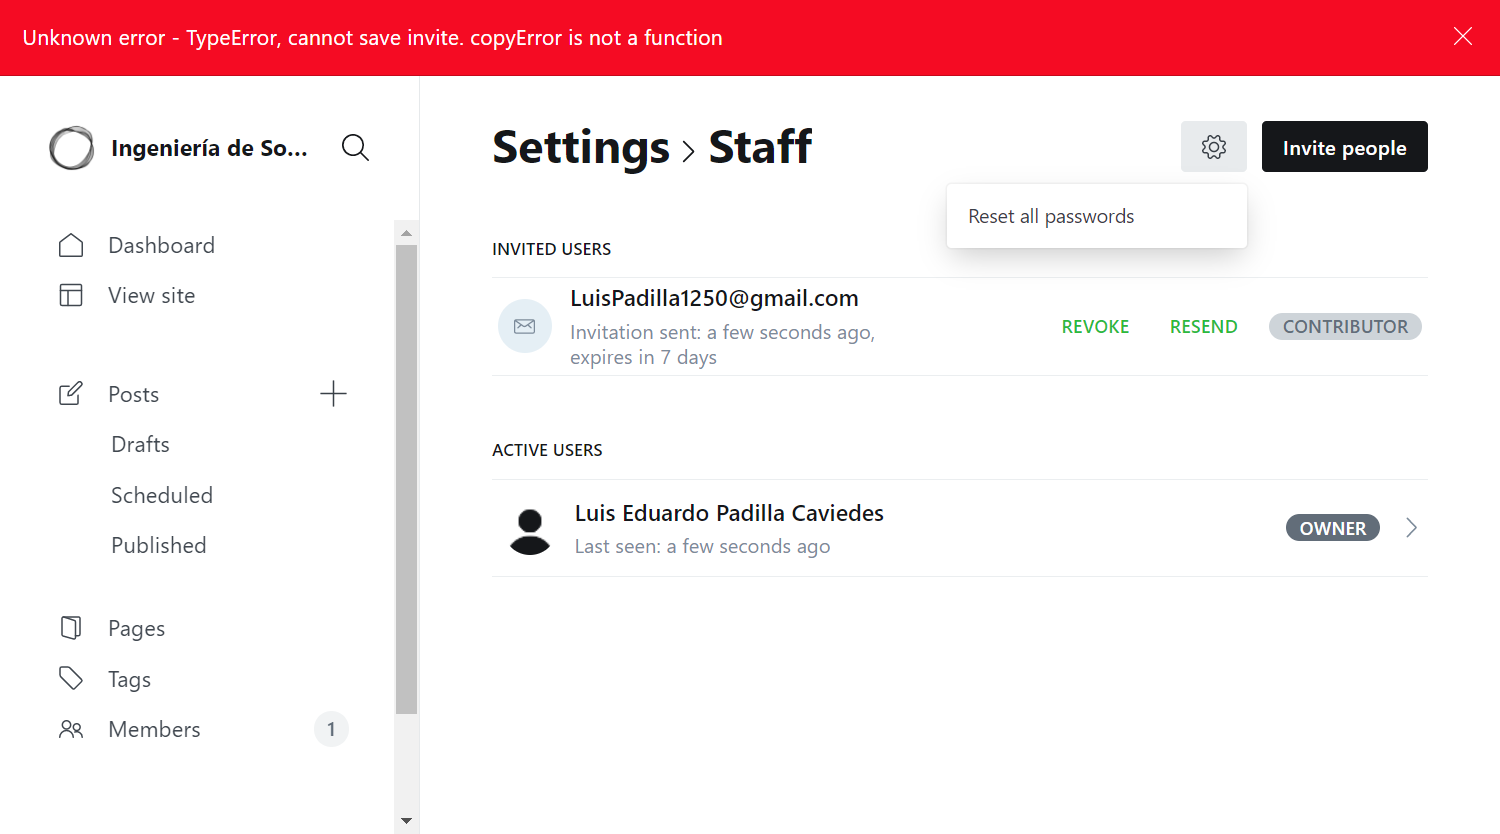 Unknown error - TypeError, cannot save invite. copyError is not a function
Ingeniería de So...
Dashboard
View site
Posts
Drafts
Scheduled
Published
Pages
Tags
Members 1
Settings > Staff
Invite people
Reset all passwords
INVITED USERS
LuisPadilla1250@gmail.com
Invitation sent: a few seconds ago,
expires in 7 days
REVOKE RESEND CONTRIBUTOR
ACTIVE USERS
Luis Eduardo Padilla Caviedes
Last seen: a few seconds ago
OWNER